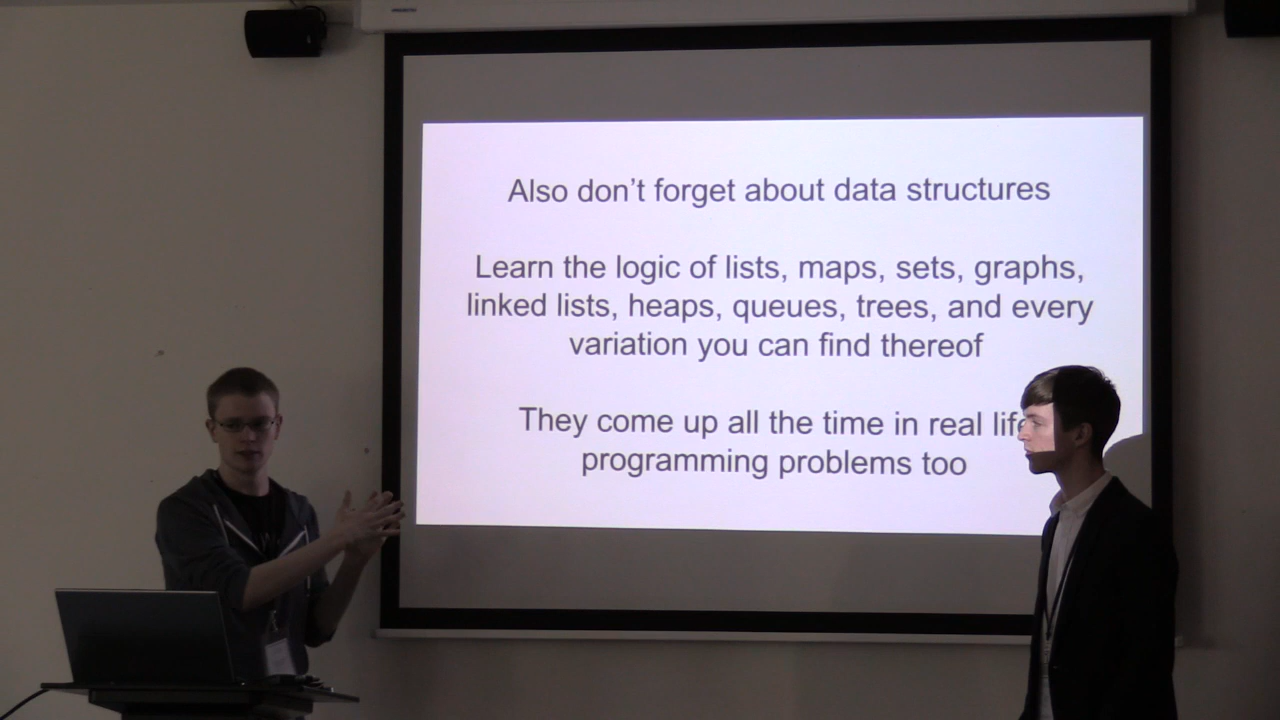 Also don't forget about data structures
Learn the logic of lists, maps, sets, graphs,
linked lists, heaps, queues, trees, and every
variation you can find thereof
They come up all the time in real life
programming problems too